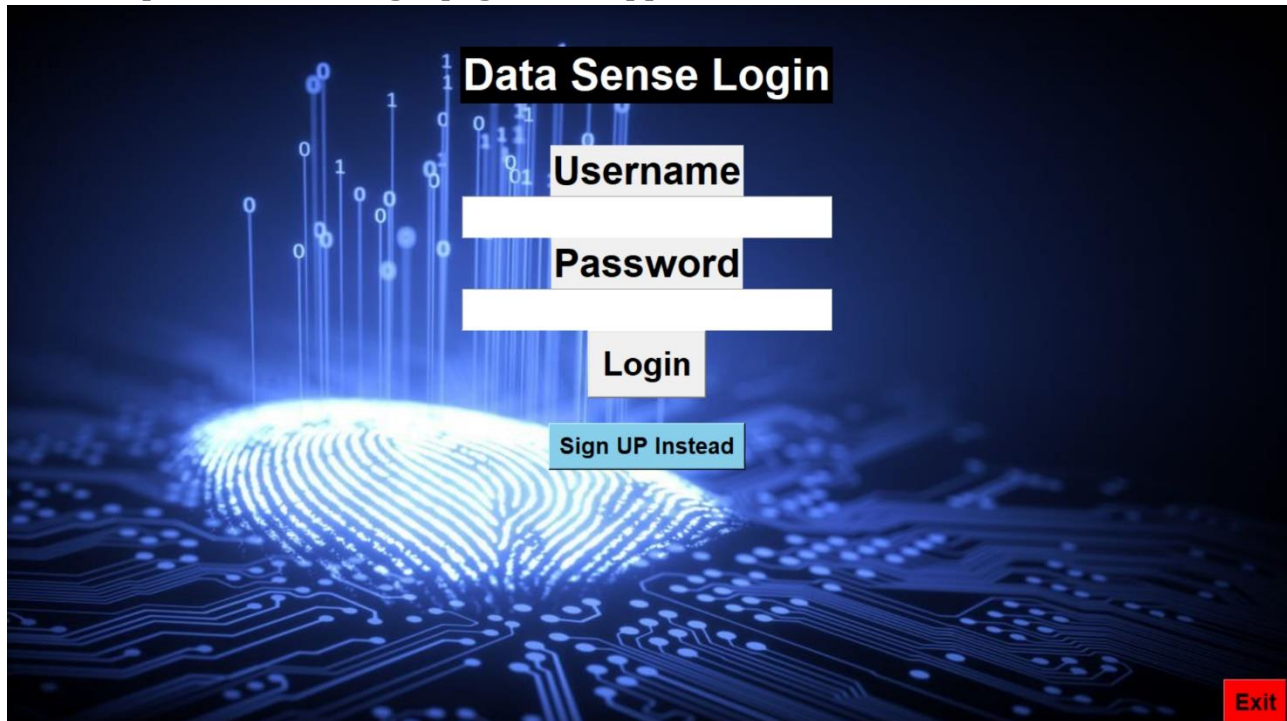 Data Sense Login
Username
Password
Login
Sign UP Instead
Exit